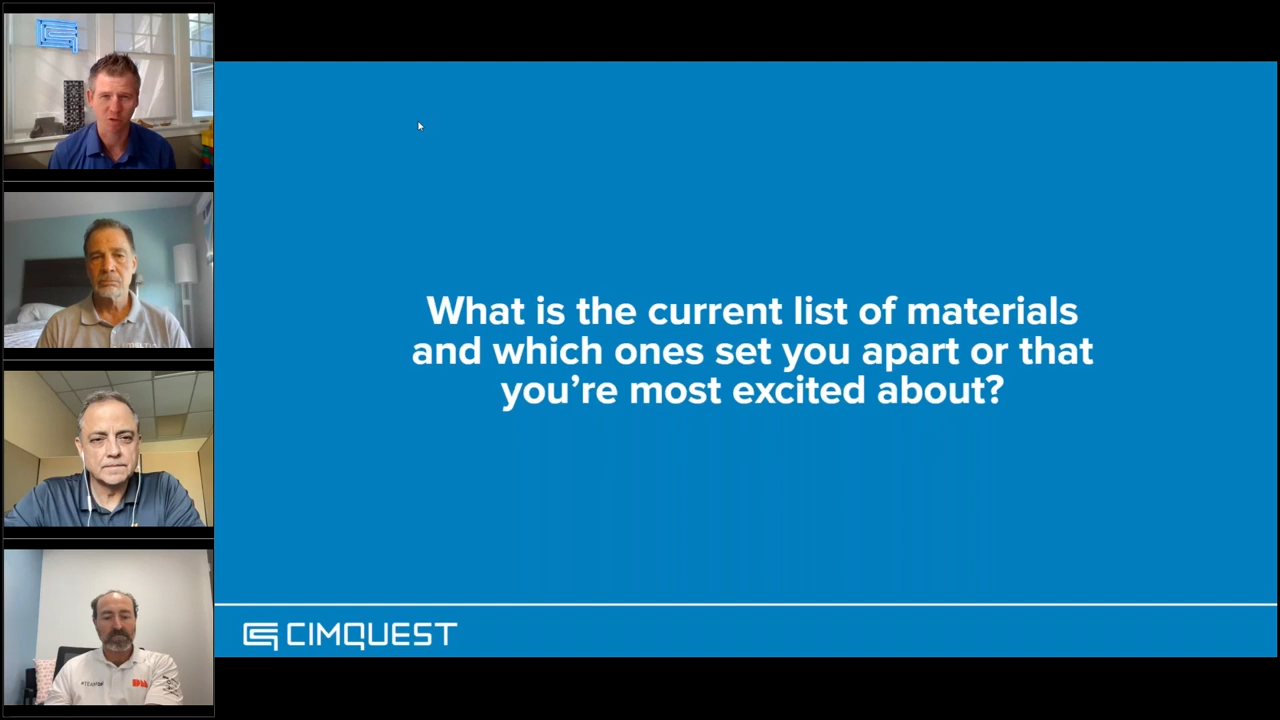 What is the current list of materials
and which ones set you apart or that
you’re most excited about?
CIMQUEST